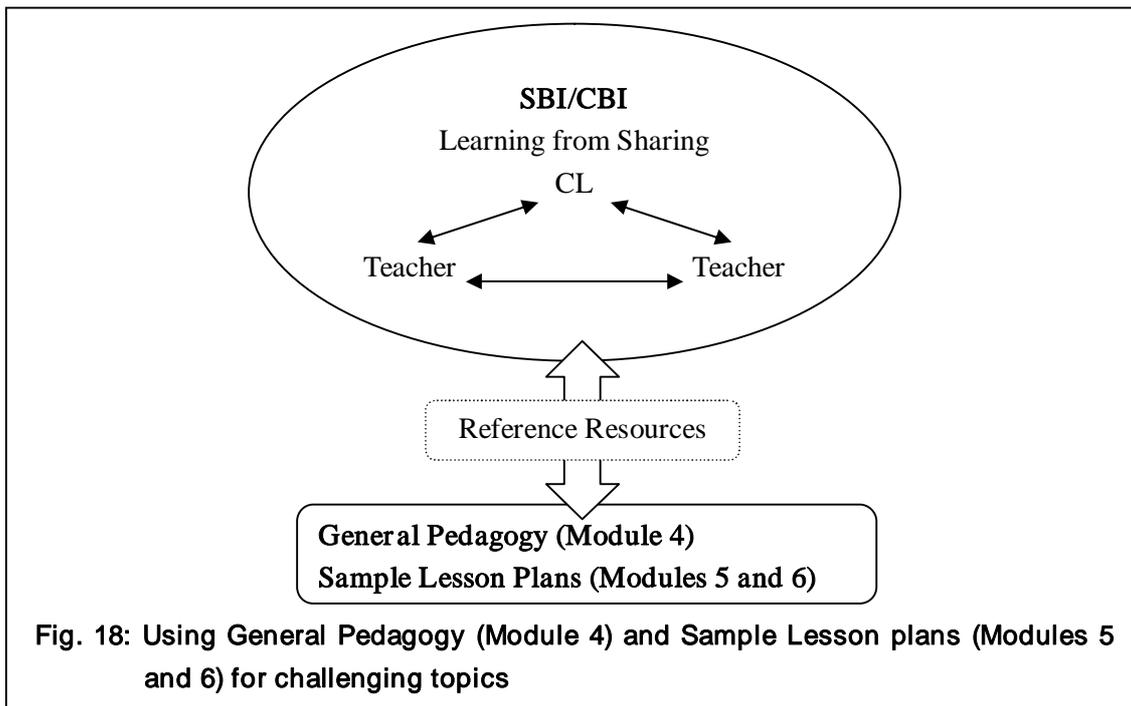 SBI/CBI
Learning from Sharing
CL
Teacher Teacher
Reference Resources
General Pedagogy (Module 4)
Sample Lesson Plans (Modules 5 and 6)
Fig. 18: Using General Pedagogy (Module 4) and Sample Lesson plans (Modules 5
and 6) for challenging topics